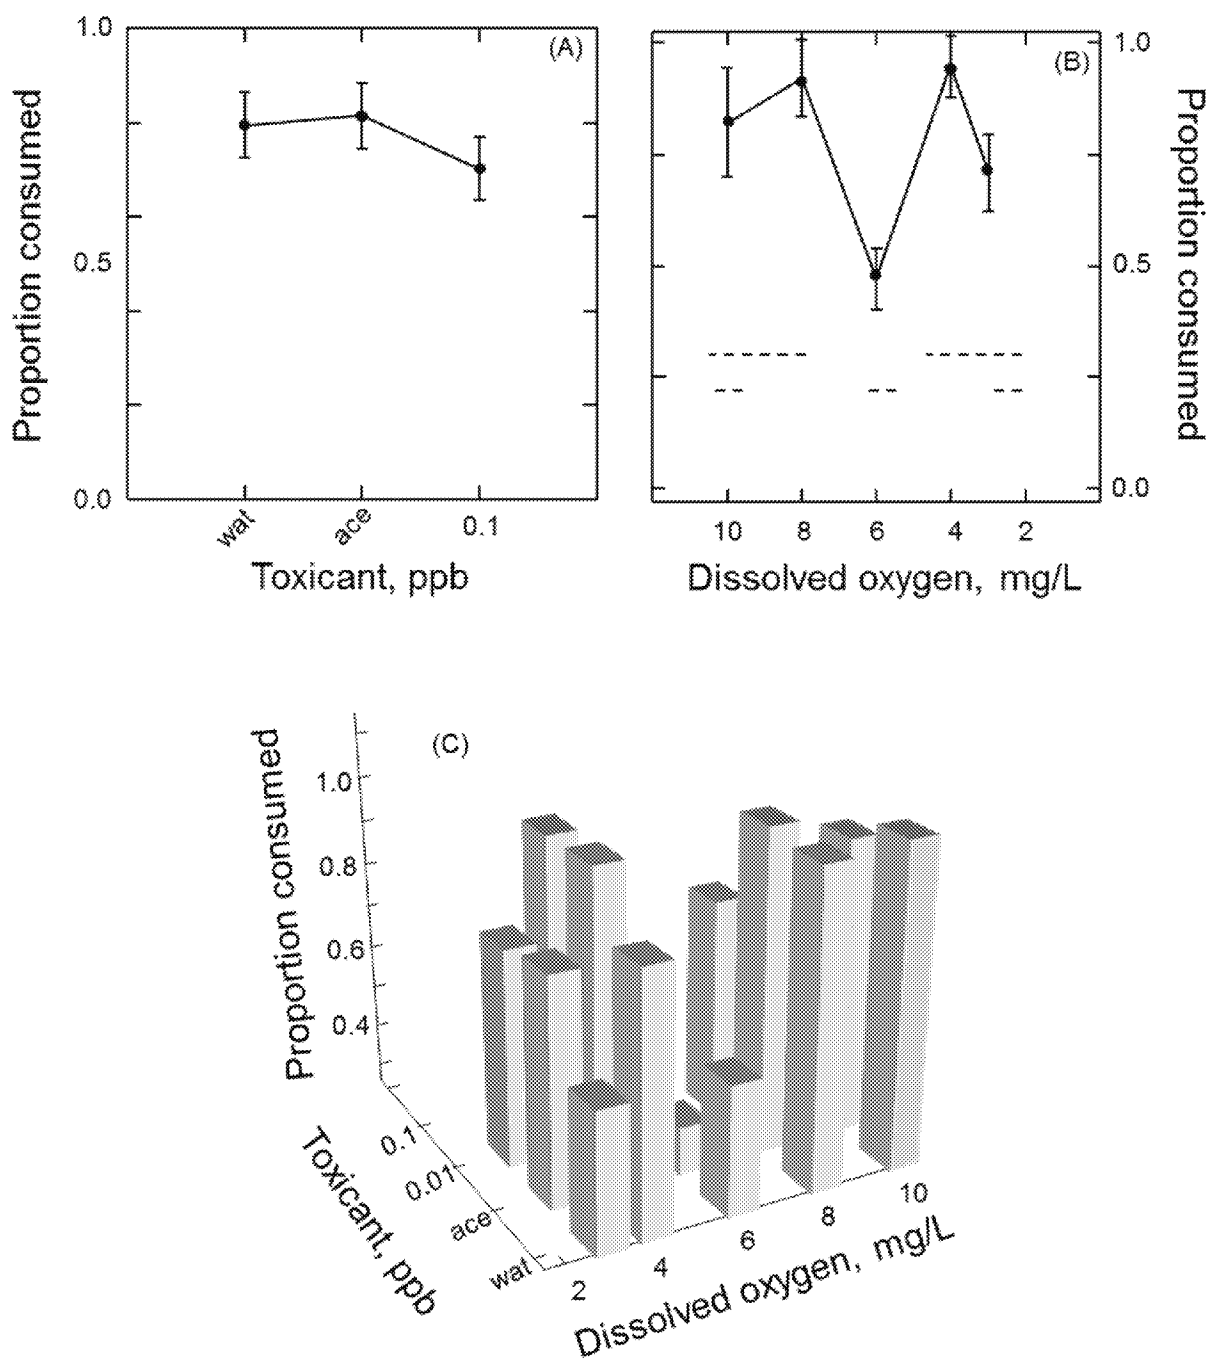 1.0
(A)
0.5
0.0
Proportion consumed
wat
ace
0.1
Toxicant, ppb
1.0
(B)
0.5
0.0
Proportion consumed
10
8
6
4
2
Dissolved oxygen, mg/L
(C)
1.0
0.8
0.6
0.4
Proportion consumed
0.1
0.01
ace
wat
Toxicant, ppb
2
4
6
8
10
Dissolved oxygen, mg/L